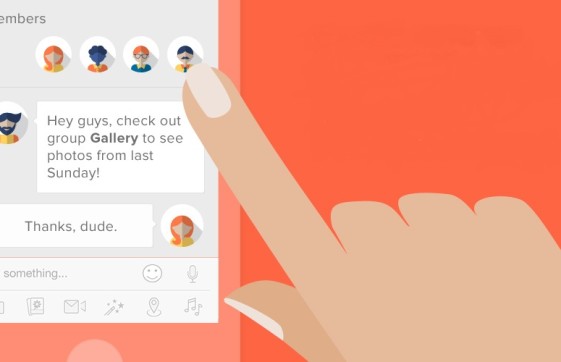 embers
Hey guys, check out
group Gallery to see
photos from last
Sunday!
Thanks, dude.
something...